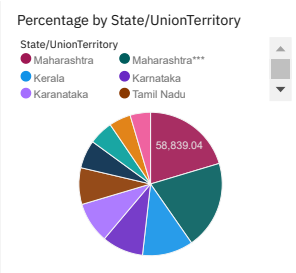 Percentage by State/UnionTerritory
State/UnionTerritory
Maharashtra
Maharashtra***
Kerala
Karnataka
Karanataka
Tamil Nadu
58,839.04